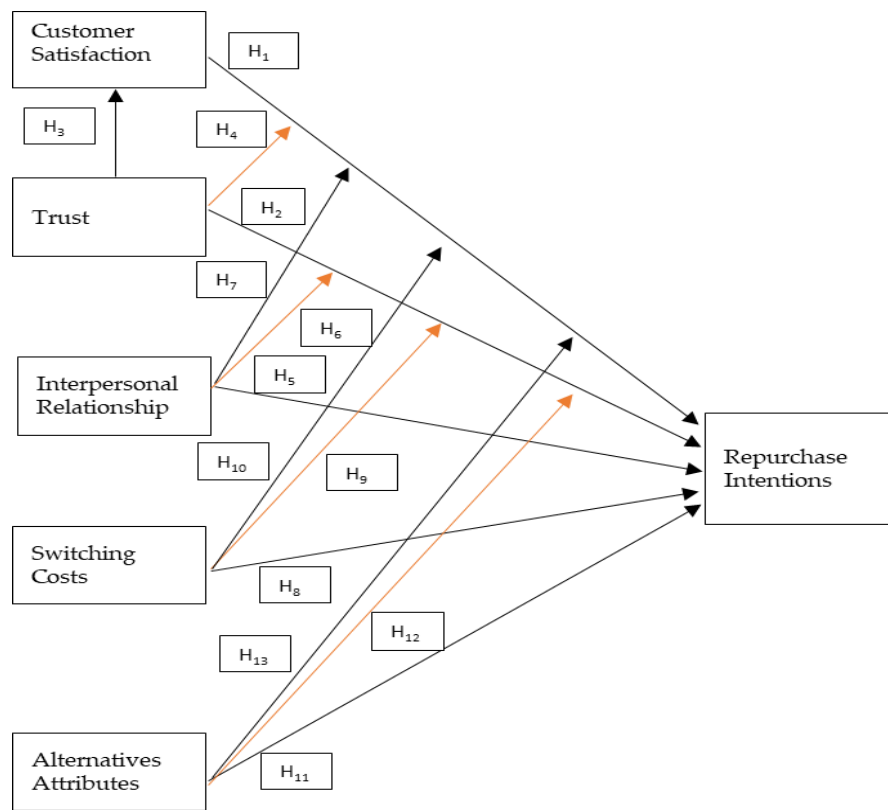 Customer
Satisfaction
H₁
H₃
H₄
Trust
H₂
H₇
H₆
Interpersonal
Relationship
H₅
Repurchase
Intentions
H₁₀
H₉
Switching
Costs
H₈
H₁₂
H₁₃
Alternatives
Attributes
H₁₁